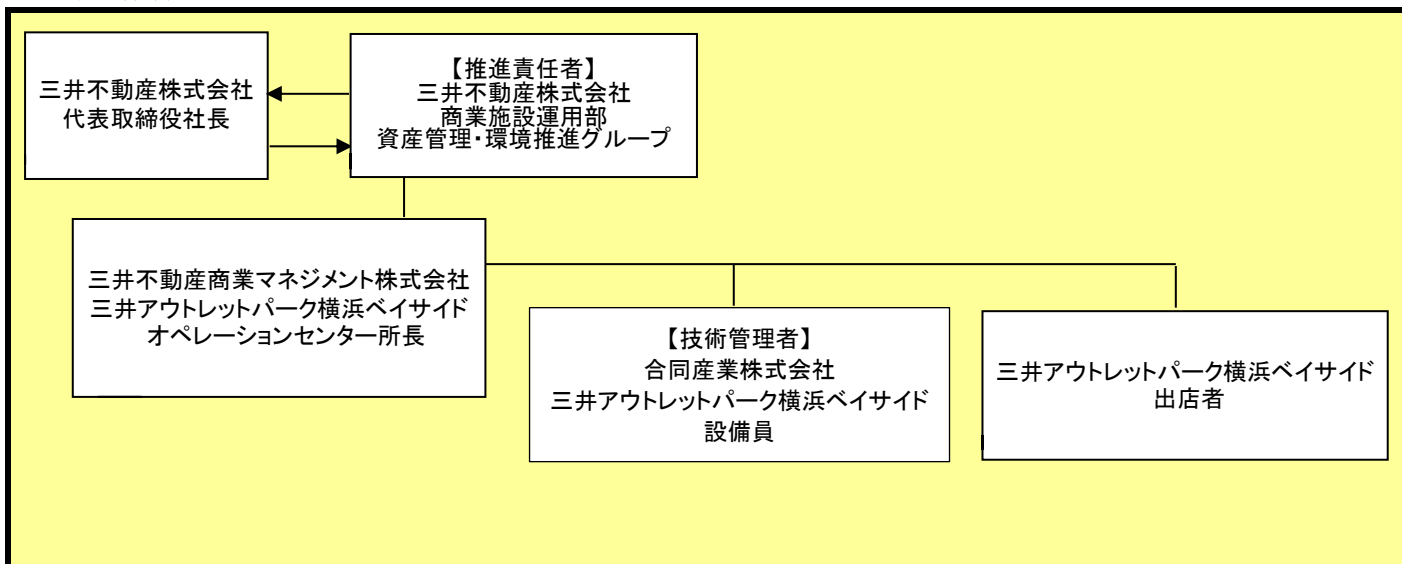 三井不動産株式会社
代表取締役社長
【推進責任者】
三井不動産株式会社
商業施設運用部
資産管理・環境推進グループ
三井不動産商業マネジメント株式会社
三井アウトレットパーク横浜ベイサイド
オペレーションセンター所長
【技術管理者】
合同産業株式会社
三井アウトレットパーク横浜ベイサイド
設備員
三井アウトレットパーク横浜ベイサイド
出店者